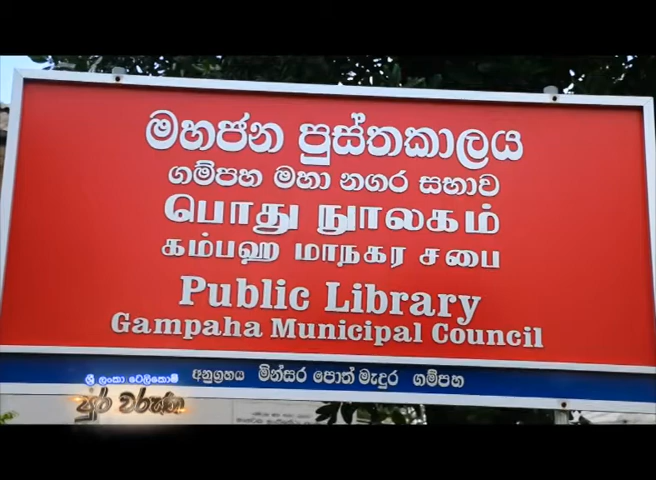 මහජන පුස්තකාලය
ගම්පහ මහා නගර සභාව
பொது நூலகம்
கம்பஹ மாநகர சபை
Public Library
Gampaha Municipal Council
අනුග්‍රහය මින්සර පොත් මැදුර ගම්පහ
ශ්‍රී ලංකා ටෙලිකොම්
පුර වරුණ